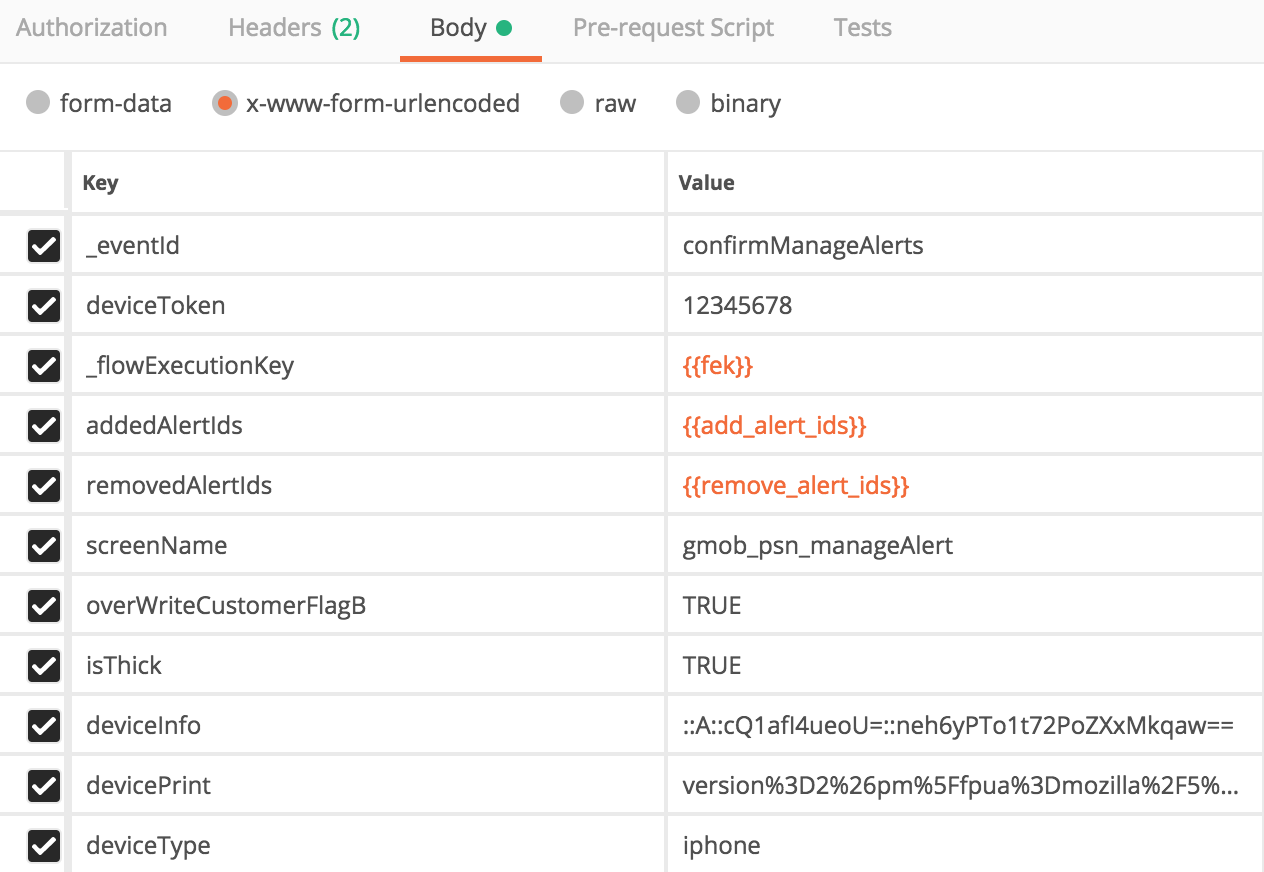 Authorization Headers (2) Body Pre-request Script Tests
form-data x-www-form-urlencoded raw binary
Key Value
_eventId confirmManageAlerts
deviceToken 12345678
_flowExecutionKey {{fek}}
addedAlertIds {{add_alert_ids}}
removedAlertIds {{remove_alert_ids}}
screenName gmob_psn_manageAlert
overWriteCustomerFlagB TRUE
isThick TRUE
deviceInfo ::A::cQ1afI4ueoU=::neh6yPTo1t72PoZXxMkqaw==
devicePrint version%3D2%26pm%5Ffpua%3Dmozilla%2F5%...
deviceType iphone